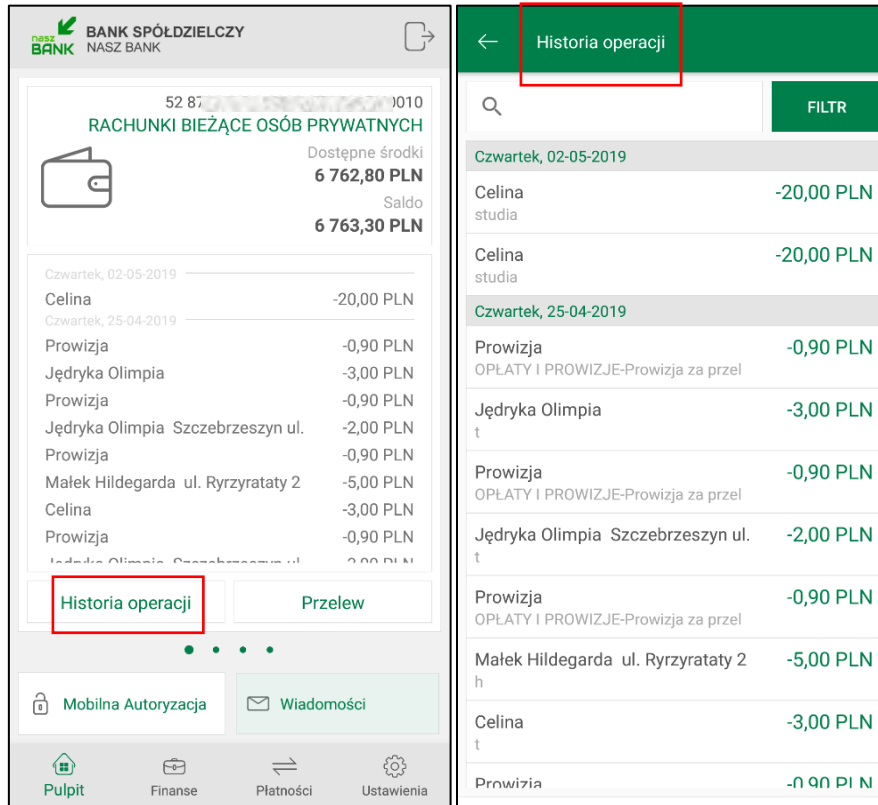 nasz BANK
BANK SPÓŁDZIELCZY
NASZ BANK
52 87 0010
RACHUNKI BIEŻĄCE OSÓB PRYWATNYCH
Dostępne środki
6 762,80 PLN
Saldo
6 763,30 PLN
Czwartek, 02-05-2019
Celina -20,00 PLN
Czwartek, 25-04-2019
Prowizja -0,90 PLN
Jędryka Olimpia -3,00 PLN
Prowizja -0,90 PLN
Jędryka Olimpia Szczebrzeszyn ul. -2,00 PLN
Prowizja -0,90 PLN
Małek Hildegarda ul. Ryrzyrataty 2 -5,00 PLN
Celina -3,00 PLN
Prowizja -0,90 PLN
Historia operacji Przelew
Mobilna Autoryzacja Wiadomości
Pulpit Finanse Płatności Ustawienia
Historia operacji
FILTR
Czwartek, 02-05-2019
Celina -20,00 PLN
studia
Celina -20,00 PLN
studia
Czwartek, 25-04-2019
Prowizja -0,90 PLN
OPŁATY I PROWIZJE-Prowizja za przel
Jędryka Olimpia -3,00 PLN
t
Prowizja -0,90 PLN
OPŁATY I PROWIZJE-Prowizja za przel
Jędryka Olimpia Szczebrzeszyn ul. -2,00 PLN
t
Prowizja -0,90 PLN
OPŁATY I PROWIZJE-Prowizja za przel
Małek Hildegarda ul. Ryrzyrataty 2 -5,00 PLN
h
Celina -3,00 PLN
t
Prowizja -0,90 PLN